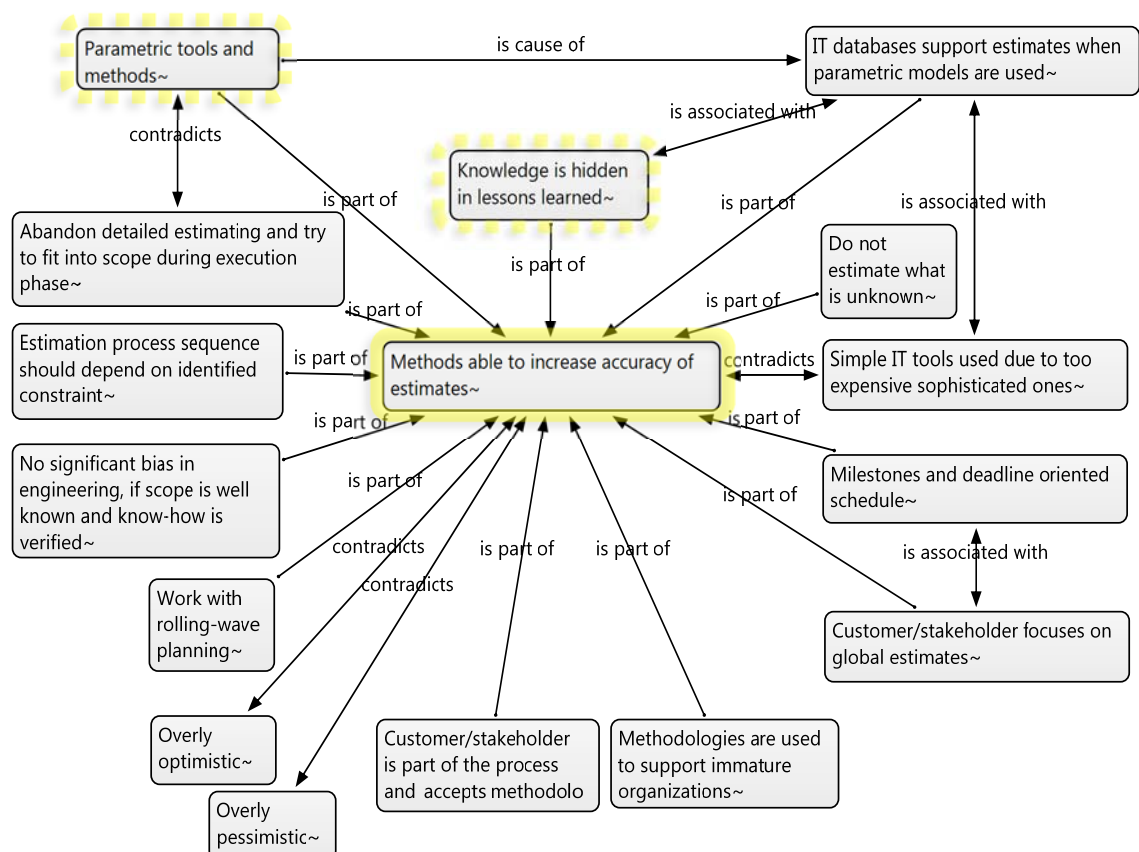 Parametric tools and
methods~
is cause of
IT databases support estimates when
parametric models are used~
contradicts
is associated with
Knowledge is hidden
in lessons learned~
is part of
is part of
is associated with
Abandon detailed estimating and try
to fit into scope during execution
phase~
Do not
estimate what
is unknown~
is part of
is part of
is part of
Estimation process sequence
should depend on identified
constraint~
is part of
Methods able to increase accuracy of
estimates~
contradicts
Simple IT tools used due to too
expensive sophisticated ones~
is part of
is part of
No significant bias in
engineering, if scope is well
known and know-how is
verified~
Milestones and deadline oriented
schedule~
is part of
is part of
contradicts
is part of
is part of
is associated with
contradicts
Work with
rolling-wave
planning~
Customer/stakeholder focuses on
global estimates~
Overly
optimistic~
Customer/stakeholder
is part of the process
and accepts methodolo
Methodologies are used
to support immature
organizations~
Overly
pessimistic~